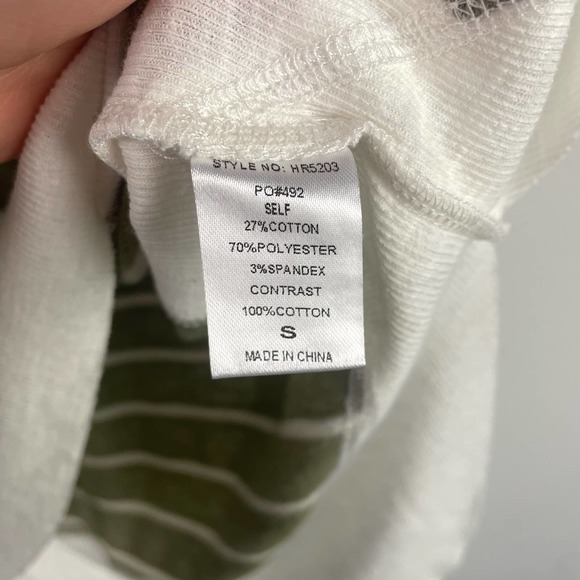 STYLE NO: HR5203
PO#492
SELF
27%COTTON
70%POLYESTER
3%SPANDEX
CONTRAST
100%COTTON
S
MADE IN CHINA